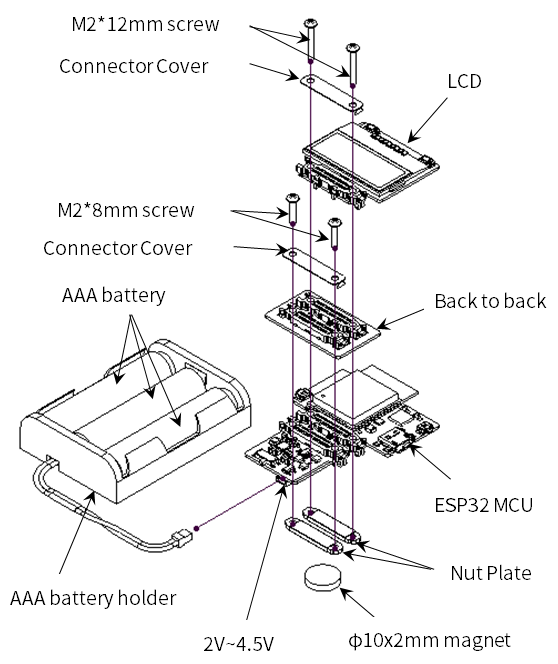 M2*12mm screw
Connector Cover
LCD
M2*8mm screw
Connector Cover
AAA battery
Back to back
ESP32 MCU
Nut Plate
AAA battery holder
2V~4.5V
φ10x2mm magnet